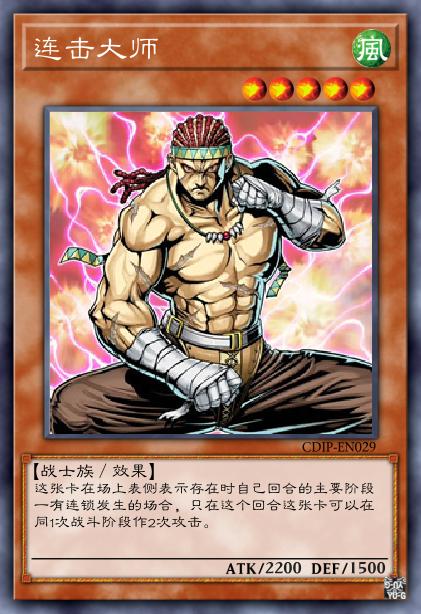 连击大师
風
CDIP-EN029
【战士族／效果】
这张卡在场上表侧表示存在时自己回合的主要阶段
一有连锁发生的场合，只在这个回合这张卡可以在
同1次战斗阶段作2次攻击。
ATK/2200 DEF/1500